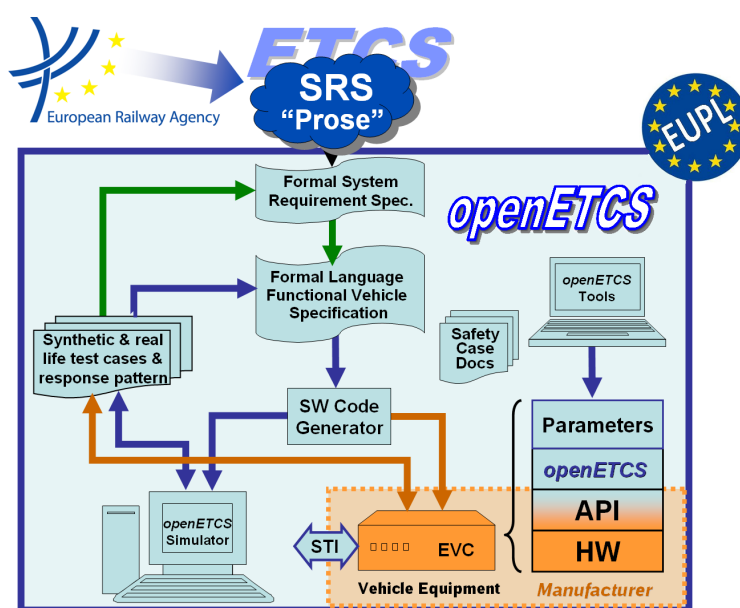 ETCS
SRS
“Prose”
European Railway Agency
EUPL
Formal System
Requirement Spec.
openETCS
Formal Language
Functional Vehicle
Specification
openETCS
Tools
Synthetic & real
life test cases &
response pattern
Safety
Case
Docs
SW Code
Generator
Parameters
openETCS
API
HW
openETCS
Simulator
STI
EVC
Vehicle Equipment
Manufacturer